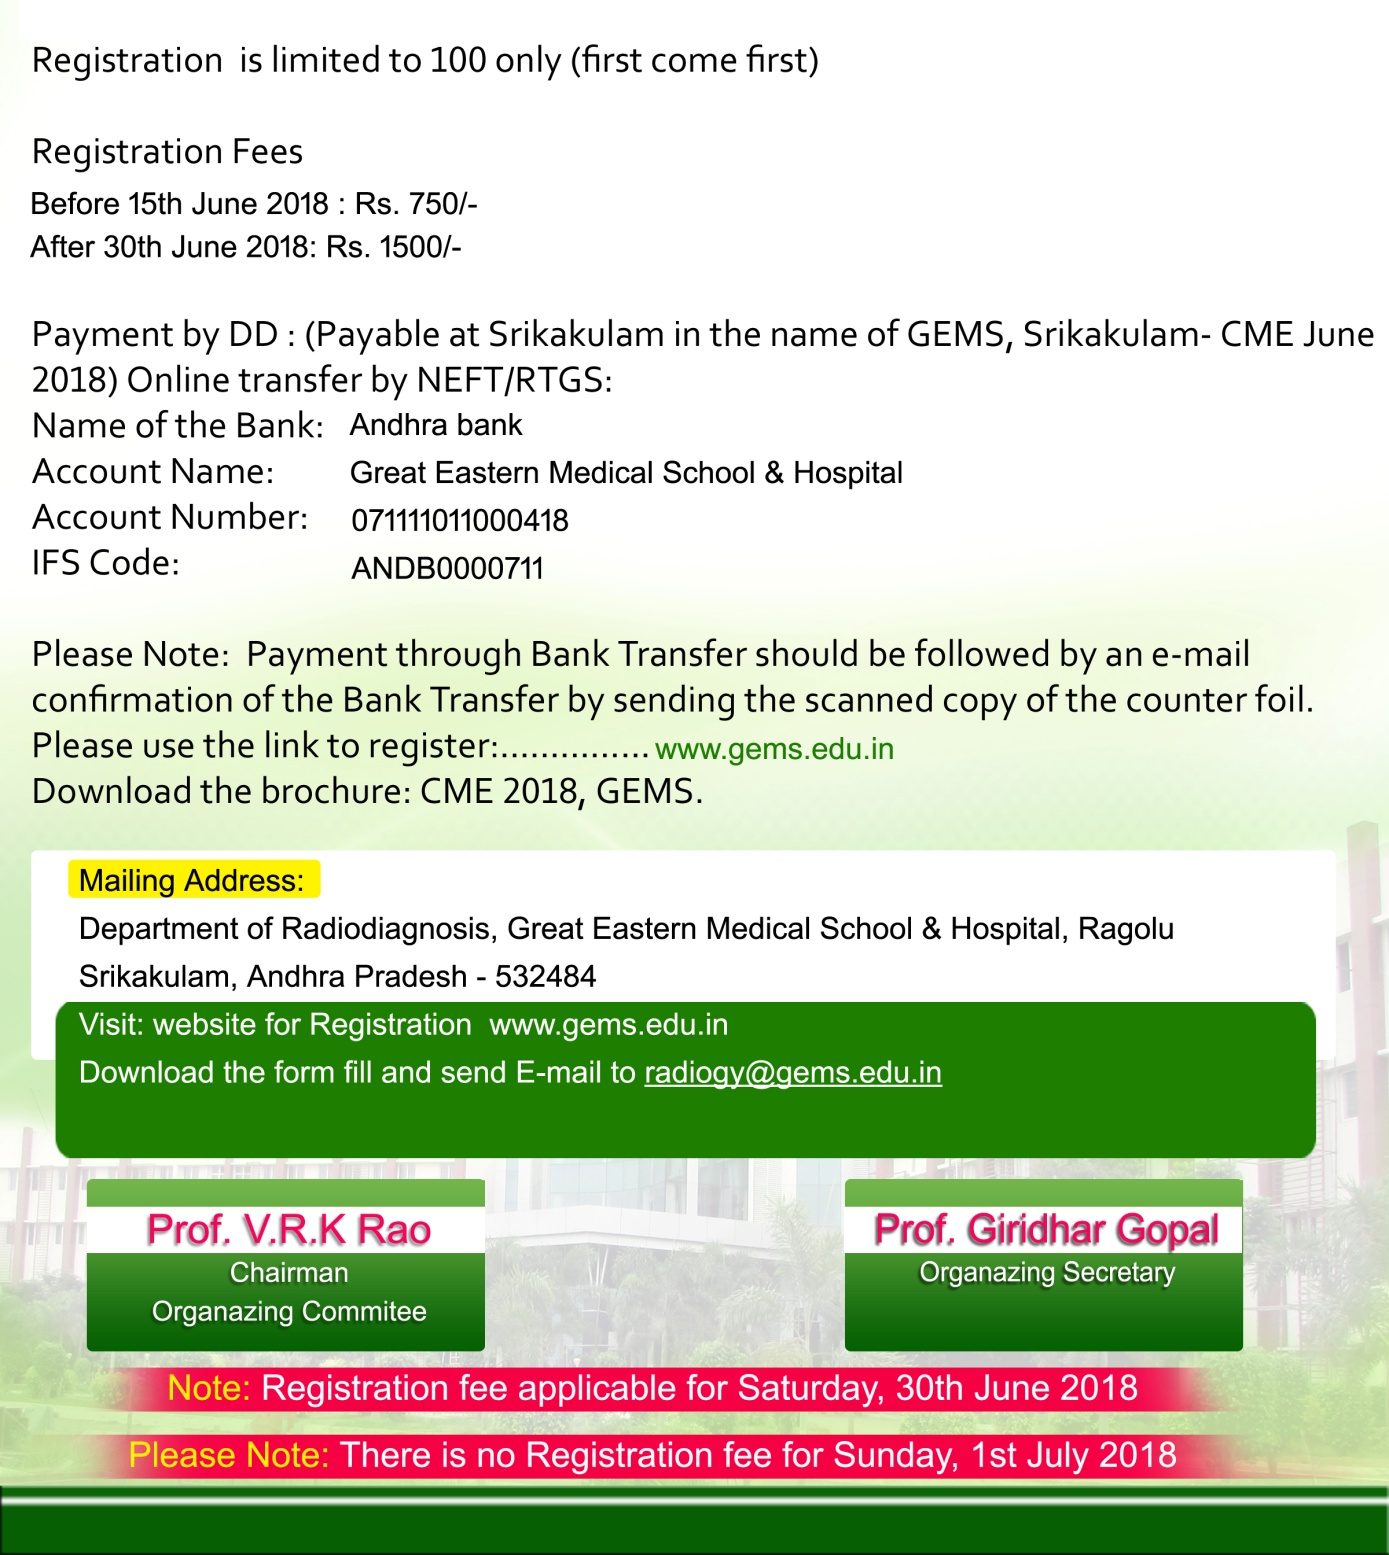 Registration is limited to 100 only (first come first)
Registration Fees
Before 15th June 2018 : Rs. 750/-
After 30th June 2018: Rs. 1500/-
Payment by DD : (Payable at Srikakulam in the name of GEMS, Srikakulam- CME June
2018) Online transfer by NEFT/RTGS:
Name of the Bank: Andhra bank
Account Name: Great Eastern Medical School & Hospital
Account Number: 071111011000418
IFS Code: ANDB0000711
Please Note: Payment through Bank Transfer should be followed by an e-mail
confirmation of the Bank Transfer by sending the scanned copy of the counter foil.
Please use the link to register:............... www.gems.edu.in
Download the brochure: CME 2018, GEMS.
Mailing Address:
Department of Radiodiagnosis, Great Eastern Medical School & Hospital, Ragolu
Srikakulam, Andhra Pradesh - 532484
Visit: website for Registration www.gems.edu.in
Download the form fill and send E-mail to radiogy@gems.edu.in
Prof. V.R.K Rao
Chairman
Organazing Commitee
Prof. Giridhar Gopal
Organazing Secretary
Note: Registration fee applicable for Saturday, 30th June 2018
Please Note: There is no Registration fee for Sunday, 1st July 2018